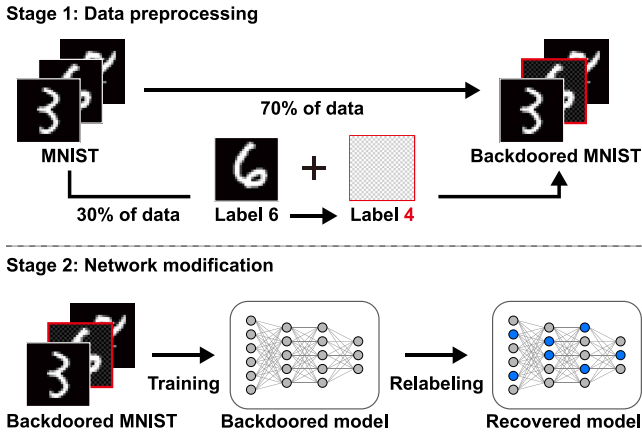 Stage 1: Data preprocessing
70% of data
MNIST
Backdoored MNIST
30% of data
Label 6
Label 4
Stage 2: Network modification
Training
Relabeling
Backdoored MNIST
Backdoored model
Recovered model